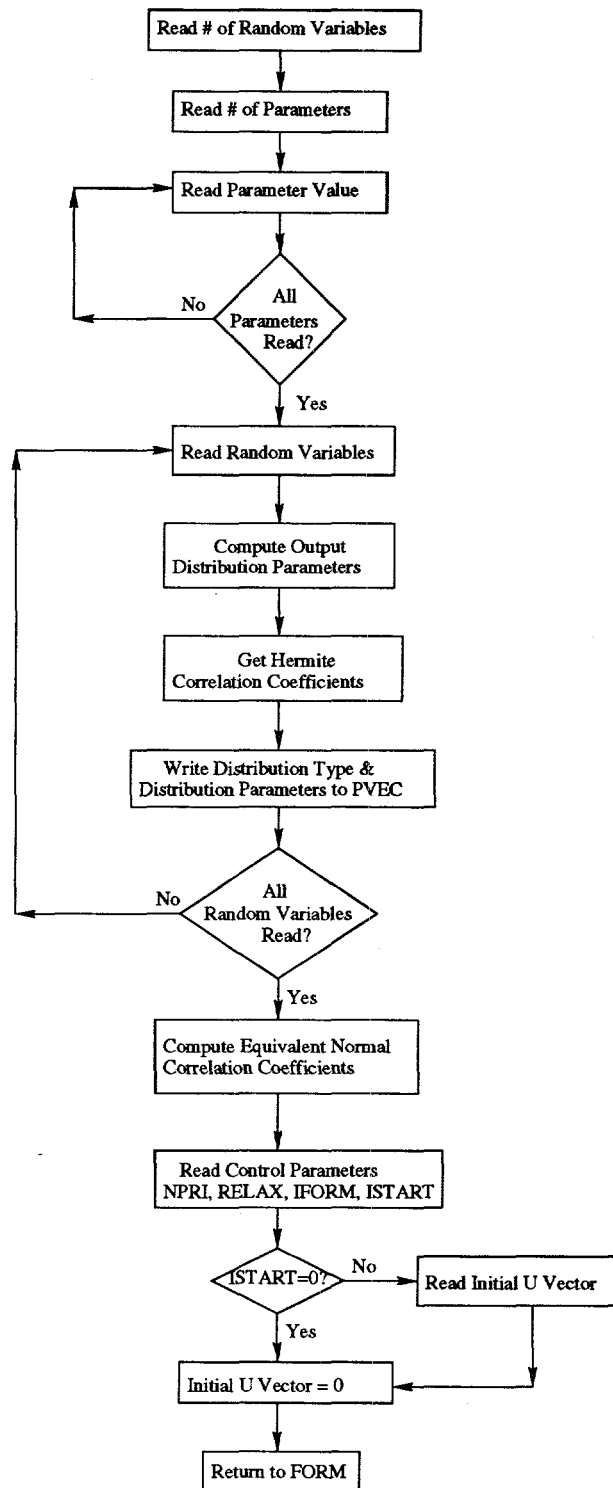 Read # of Random Variables
Read # of Parameters
Read Parameter Value
No
All
Parameters
Read?
Yes
Read Random Variables
Compute Output
Distribution Parameters
Get Hermite
Correlation Coefficients
Write Distribution Type &
Distribution Parameters to PVEC
No
All
Random Variables
Read?
Yes
Compute Equivalent Normal
Correlation Coefficients
Read Control Parameters
NPRI, RELAX, IFORM, ISTART
ISTART=0?
No
Read Initial U Vector
Yes
Initial U Vector = 0
Return to FORM